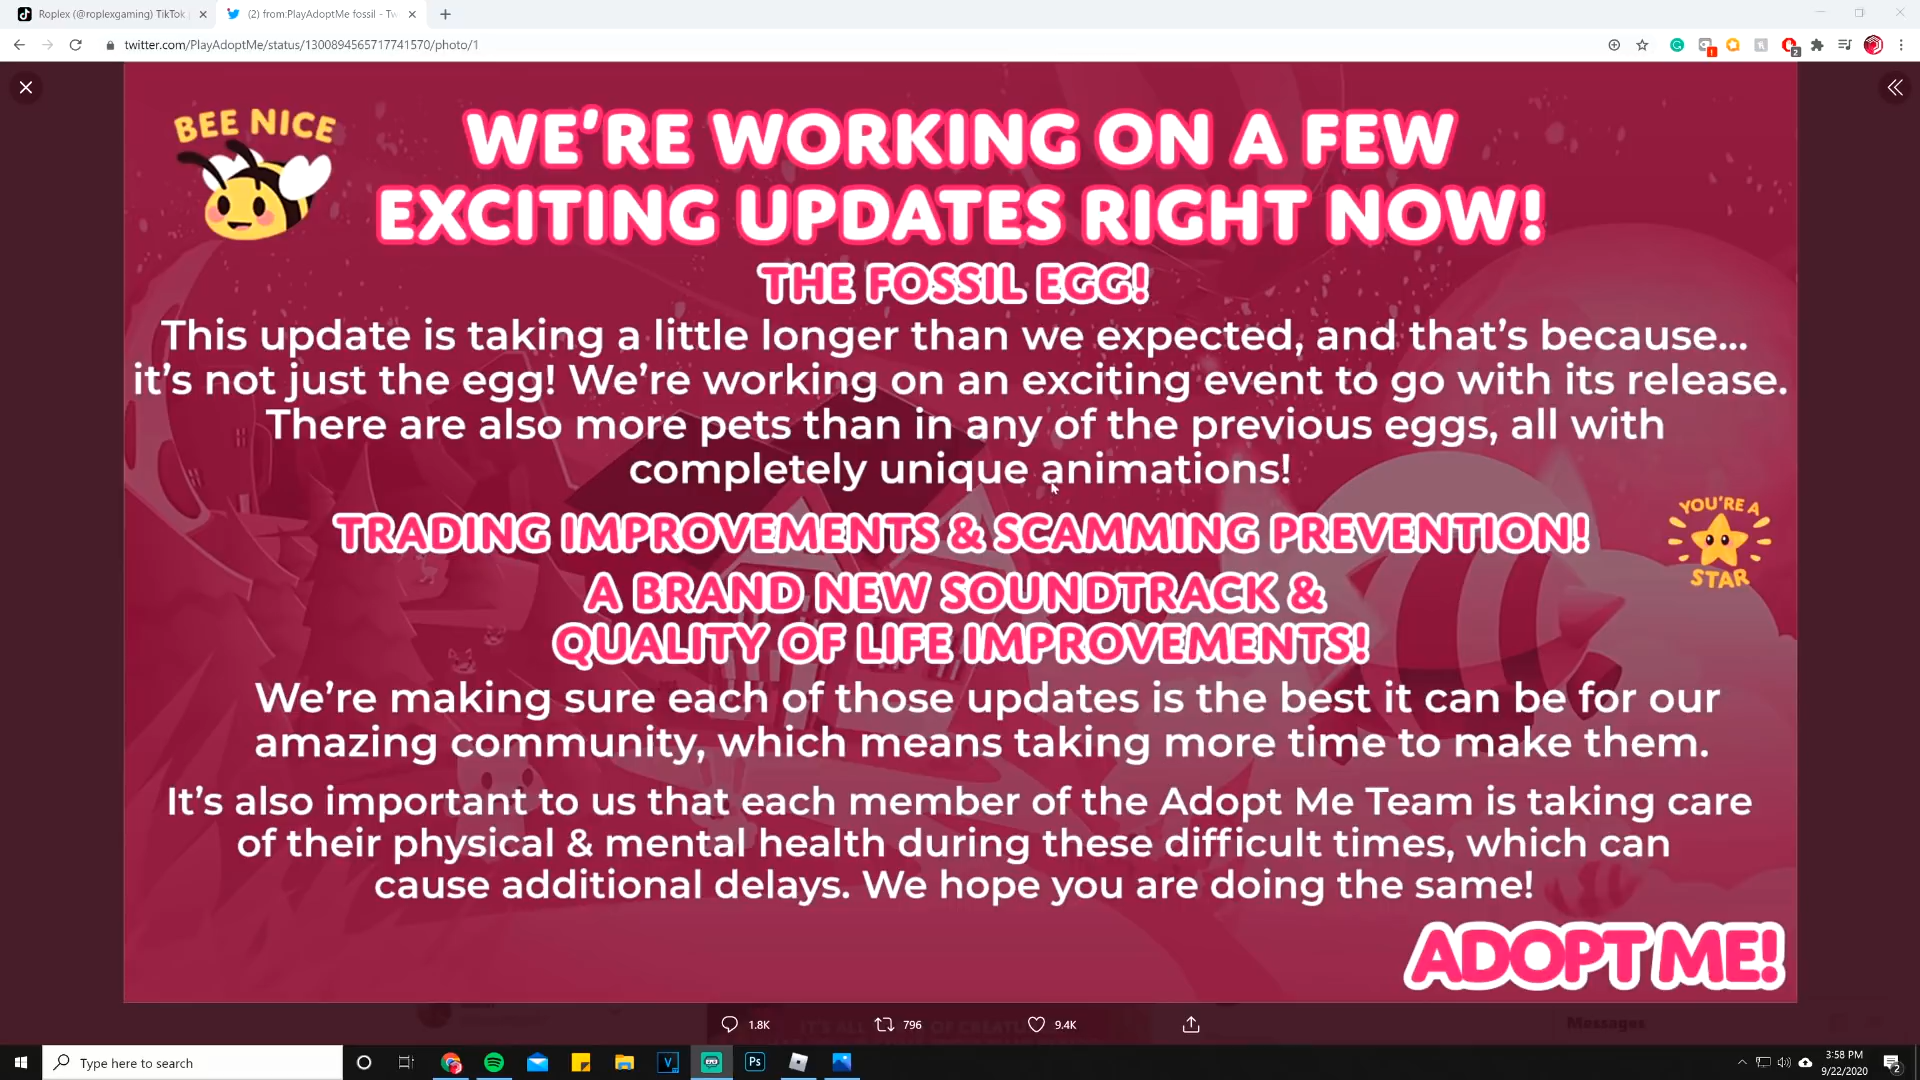 Roplex (@roplexgaming) TikTok
(2) from:PlayAdoptMe fossil - Tw
twitter.com/PlayAdoptMe/status/1300894565717741570/photo/1
BEE NICE
WE'RE WORKING ON A FEW
EXCITING UPDATES RIGHT NOW!
THE FOSSIL EGG!
This update is taking a little longer than we expected, and that's because...
it's not just the egg! We're working on an exciting event to go with its release.
There are also more pets than in any of the previous eggs, all with
completely unique animations!
TRADING IMPROVEMENTS & SCAMMING PREVENTION!
YOU'RE A
STAR
A BRAND NEW SOUNDTRACK &
QUALITY OF LIFE IMPROVEMENTS!
We're making sure each of those updates is the best it can be for our
amazing community, which means taking more time to make them.
It's also important to us that each member of the Adopt Me Team is taking care
of their physical & mental health during these difficult times, which can
cause additional delays. We hope you are doing the same!
ADOPT ME!
1.8K
796
9.4K
Messages
Type here to search
Ps
3:58 PM
9/22/2020
2